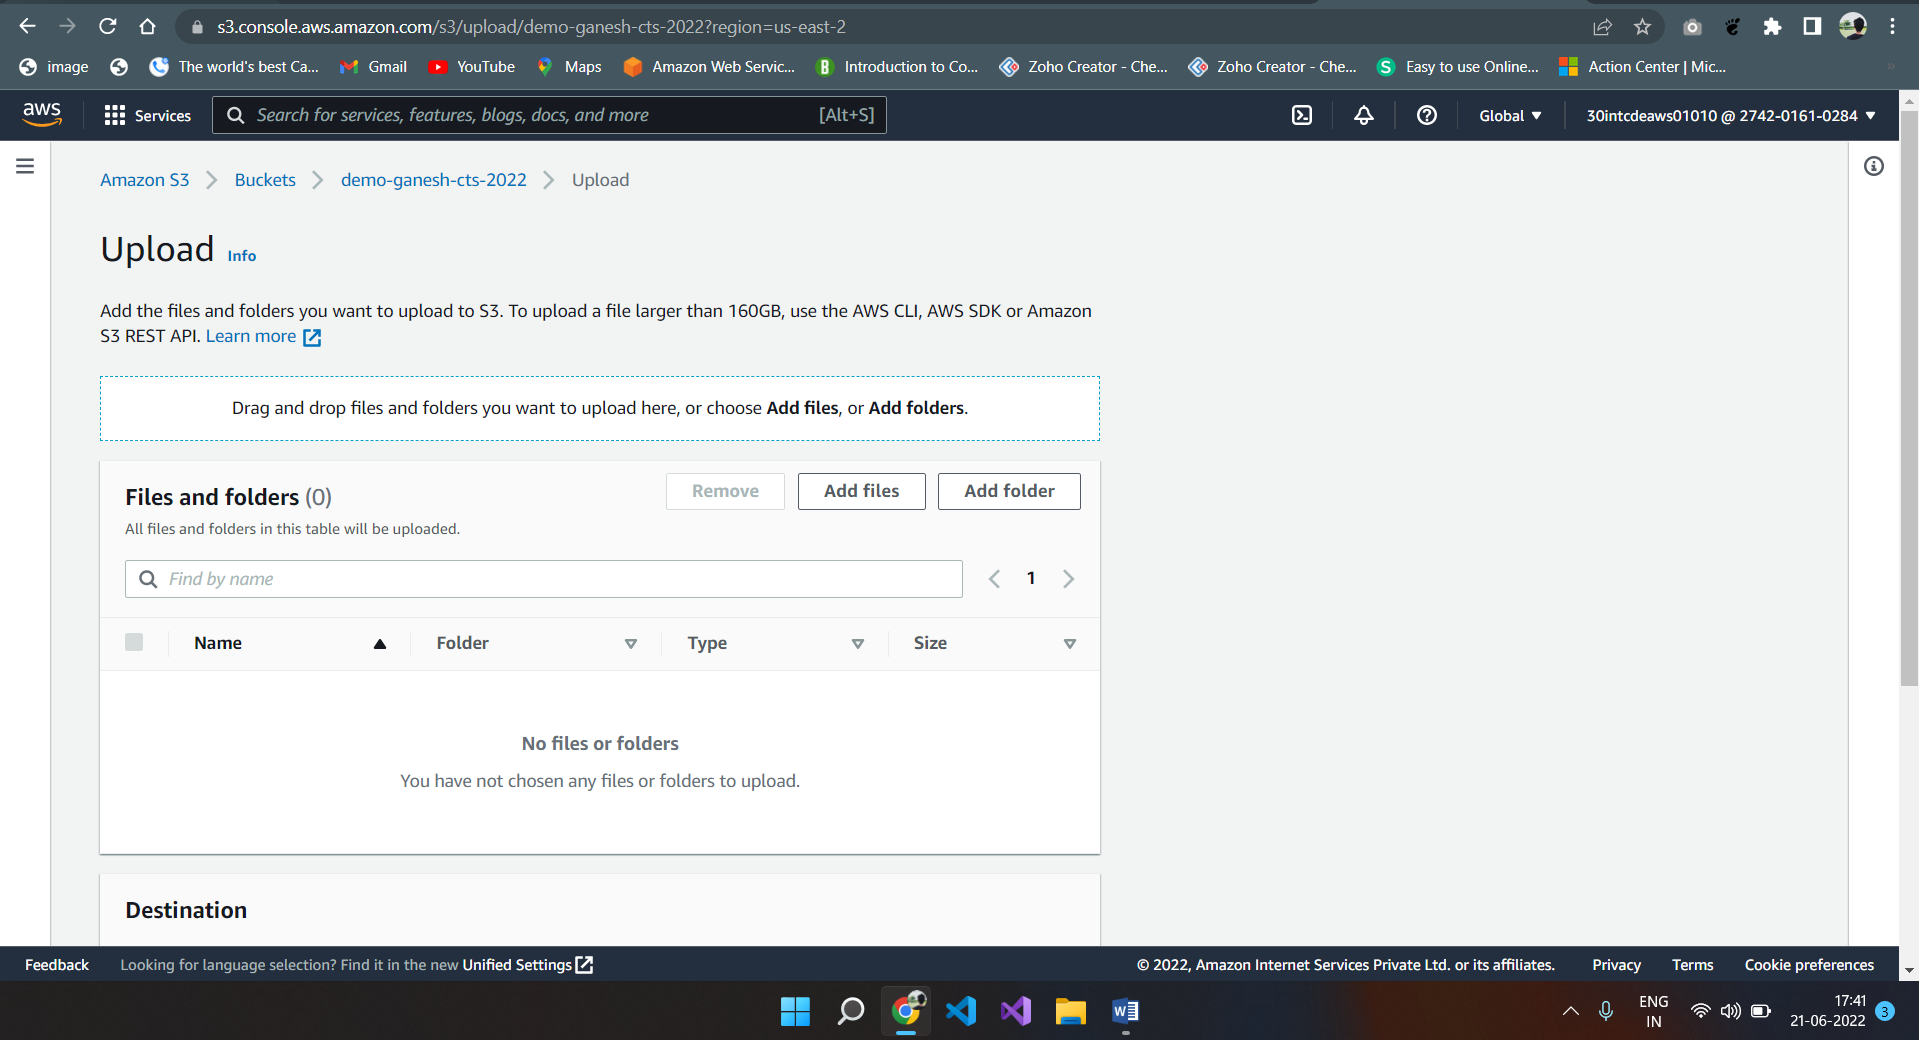 s3.console.aws.amazon.com/s3/upload/demo-ganesh-cts-2022?region=us-east-2
image The world's best Ca... Gmail YouTube Maps Amazon Web Servic... Introduction to Co... Zoho Creator - Che... Zoho Creator - Che... Easy to use Online... Action Center | Mic...
aws Services Search for services, features, blogs, docs, and more [Alt+S] Global 30intcdeaws01010 @ 2742-0161-0284
Amazon S3 Buckets demo-ganesh-cts-2022 Upload
Upload Info
Add the files and folders you want to upload to S3. To upload a file larger than 160GB, use the AWS CLI, AWS SDK or Amazon
S3 REST API. Learn more
Drag and drop files and folders you want to upload here, or choose Add files, or Add folders.
Files and folders (0) Remove Add files Add folder
All files and folders in this table will be uploaded.
Find by name 1
Name Folder Type Size
No files or folders
You have not chosen any files or folders to upload.
Destination
Feedback Looking for language selection? Find it in the new Unified Settings © 2022, Amazon Internet Services Private Ltd. or its affiliates. Privacy Terms Cookie preferences
ENG 17:41
IN 21-06-2022 3